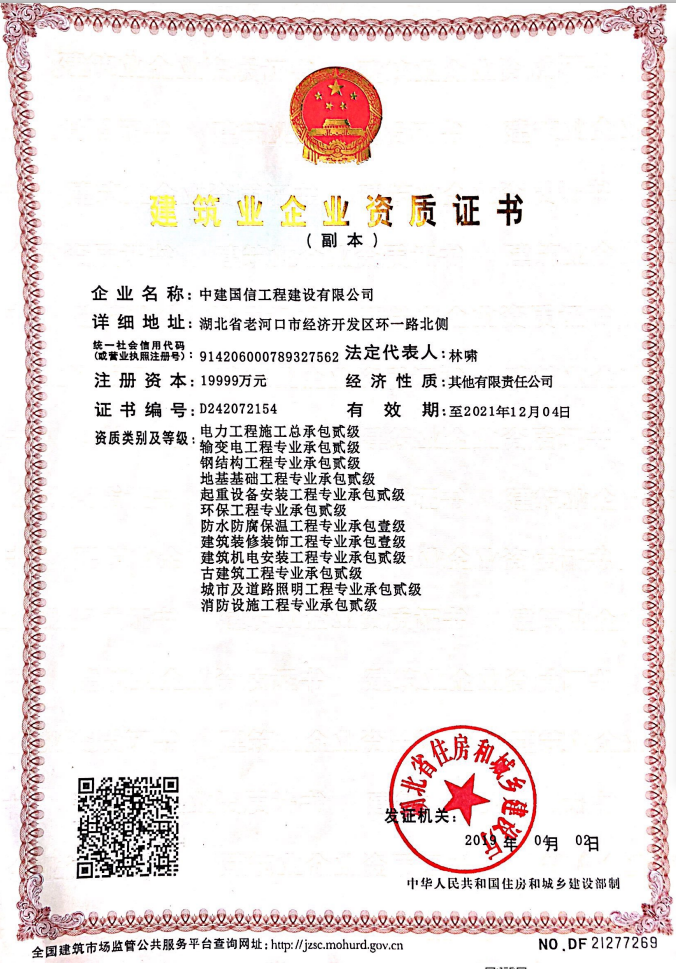 建筑业企业资质证书
(副本)
企业名称:中建国信工程建设有限公司
详细地址:湖北省老河口市经济开发区环一路北侧
统一社会信用代码
(或营业执照注册号):914206000789327562 法定代表人:林啸
注册资本:19999万元 经济性质:其他有限责任公司
证书编号:D242072154 有效期:至2021年12月04日
资质类别及等级:电力工程施工总承包贰级
输变电工程专业承包贰级
钢结构工程专业承包贰级
地基基础工程专业承包贰级
起重设备安装工程专业承包贰级
环保工程专业承包贰级
防水防腐保温工程专业承包壹级
建筑装修装饰工程专业承包壹级
建筑机电安装工程专业承包贰级
古建筑工程专业承包贰级
城市及道路照明工程专业承包贰级
消防设施工程专业承包贰级
湖北省住房和城乡建设厅
发证机关:
2019年04月02日
中华人民共和国住房和城乡建设部制
全国建筑市场监管公共服务平台查询网址:http://jzsc.mohurd.gov.cn
NO.DF 21277269